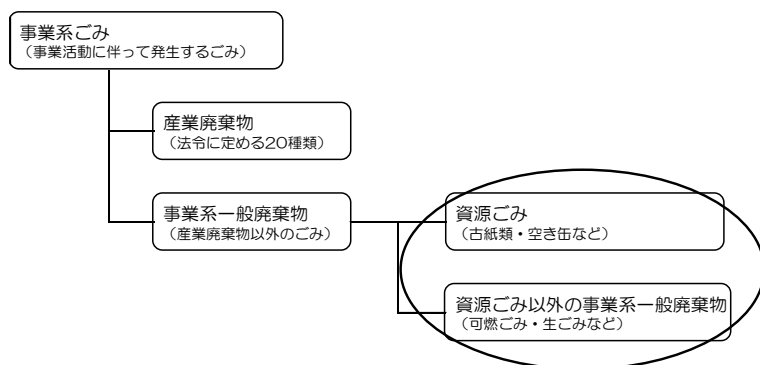 事業系ごみ
（事業活動に伴って発生するごみ）
産業廃棄物
（法令に定める20種類）
事業系一般廃棄物
（産業廃棄物以外のごみ）
資源ごみ
（古紙類・空き缶など）
資源ごみ以外の事業系一般廃棄物
（可燃ごみ・生ごみなど）